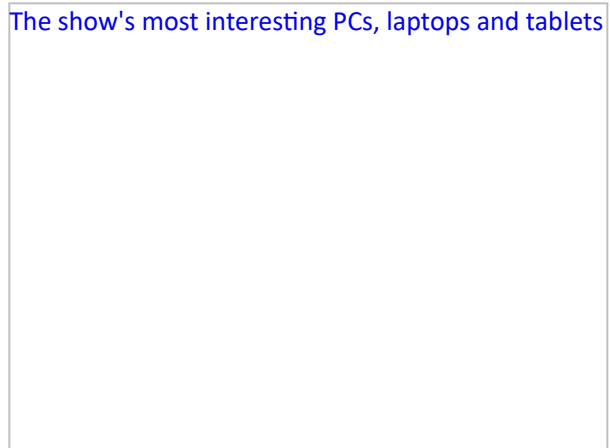 The show's most interesting PCs, laptops and tablets